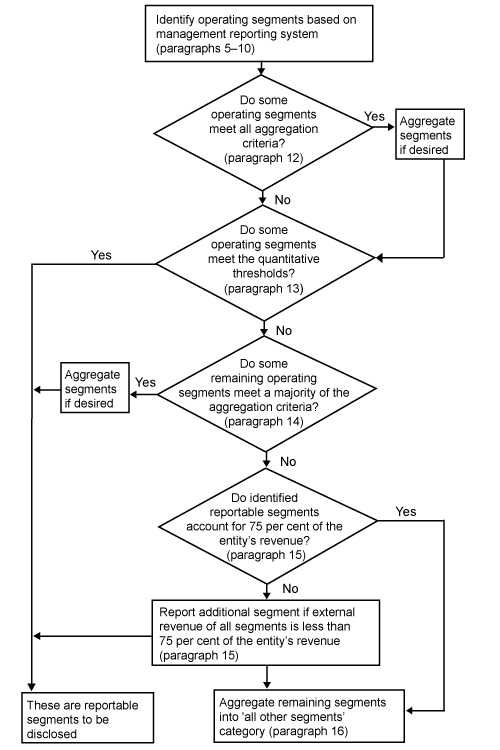 Identify operating segments based on
management reporting system
(paragraphs 5–10)
Do some
operating segments
meet all aggregation
criteria?
(paragraph 12)
Yes
Aggregate
segments
if desired
No
Do some
operating segments
meet the quantitative
thresholds?
(paragraph 13)
Yes
No
Do some
remaining operating
segments meet a majority of the
aggregation criteria?
(paragraph 14)
Yes
Aggregate
segments
if desired
No
Do identified
reportable segments
account for 75 per cent of the
entity's revenue?
(paragraph 15)
Yes
No
Report additional segment if external
revenue of all segments is less than
75 per cent of the entity's revenue
(paragraph 15)
These are reportable
segments to be
disclosed
Aggregate remaining segments
into 'all other segments'
category (paragraph 16)